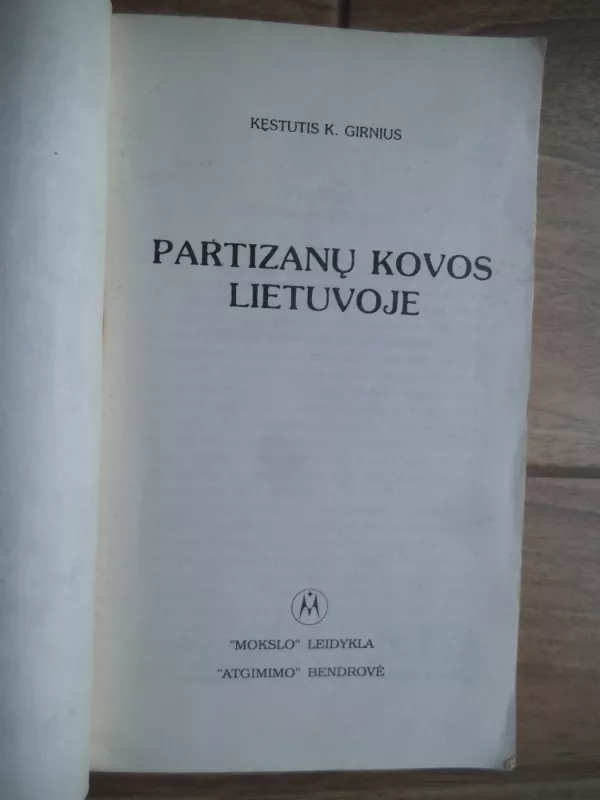 KĘSTUTIS K. GIRNIUS
PARTIZANŲ KOVOS
LIETUVOJE
"MOKSLO" LEIDYKLA
"ATGIMIMO" BENDROVĖ